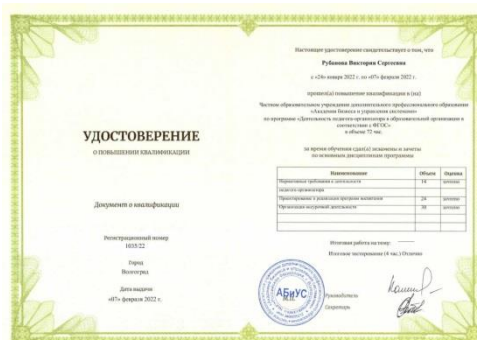 УДОСТОВЕРЕНИЕ
О ПОВЫШЕНИИ КВАЛИФИКАЦИИ
Документ о квалификации
Регистрационный номер
1035/22
Город
Волгоград
Дата выдачи
«07» февраля 2022 г.
Настоящее удостоверение свидетельствует о том, что
Рубанова Виктория Сергеевна
с «24» января 2022 г. по «07» февраля 2022 г.
прошел(а) повышение квалификации в (на)
Частном образовательном учреждении дополнительного профессионального образования
«Академия бизнеса и управления системами»
по программе «Деятельность педагога-организатора в образовательной организации в
соответствии с ФГОС»
в объеме 72 час.
за время обучения сдал(а) экзамены и зачеты
по основным дисциплинам программы
Наименование Объем Оценка
Нормативные требования к деятельности 14 зачтено
педагога-организатора
Проектирование и реализация программ воспитания 24 зачтено
Организация внеурочной деятельности 30 зачтено
Итоговая работа на тему:
Итоговое тестирование (4 час.) Отлично
АБиУС
Руководитель
Секретарь